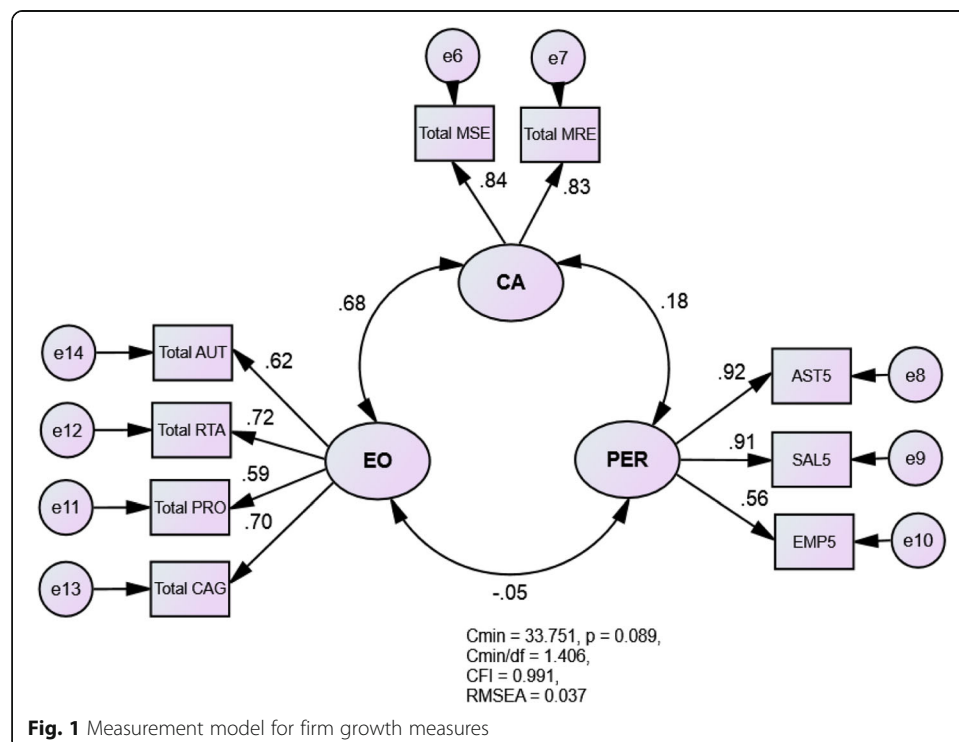 e6
e7
Total MSE
Total MRE
.84
.83
CA
.68
.18
e14
Total AUT
.62
e12
Total RTA
.72
e11
Total PRO
.59
e13
Total CAG
.70
EO
PER
.92
AST5
e8
.91
SAL5
e9
.56
EMP5
e10
-.05
Cmin = 33.751, p = 0.089,
Cmin/df = 1.406,
CFI = 0.991,
RMSEA = 0.037
Fig. 1 Measurement model for firm growth measures